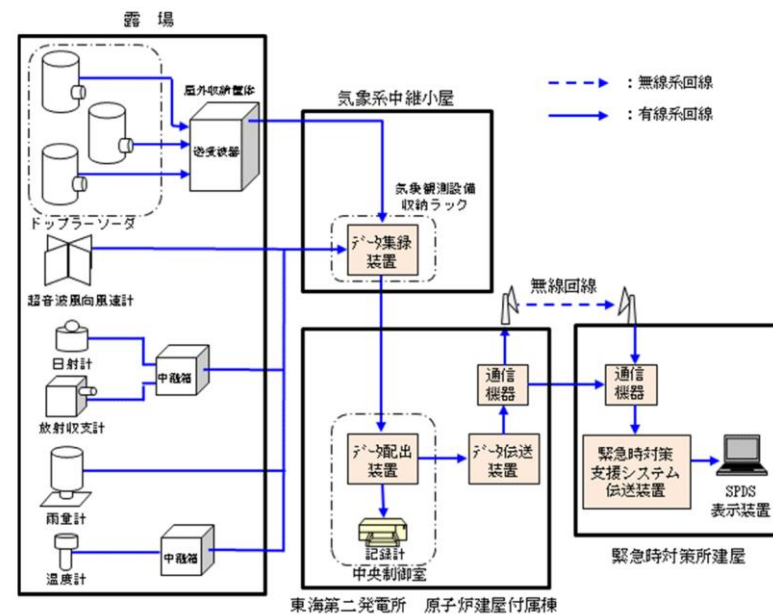 露 場
屋外収納筐体
送受波器
ドップラーソーダ
超音波風向風速計
日射計
放射収支計
中継箱
雨量計
温度計
中継箱
気象系中継小屋
気象観測設備
収納ラック
データ集録
装置
：無線系回線
：有線系回線
無線回線
通信
機器
データ配出
装置
データ伝送
装置
記録計
中央制御室
東海第二発電所 原子炉建屋付属棟
通信
機器
緊急時対策
支援システム
伝送装置
SPDS
表示装置
緊急時対策所建屋